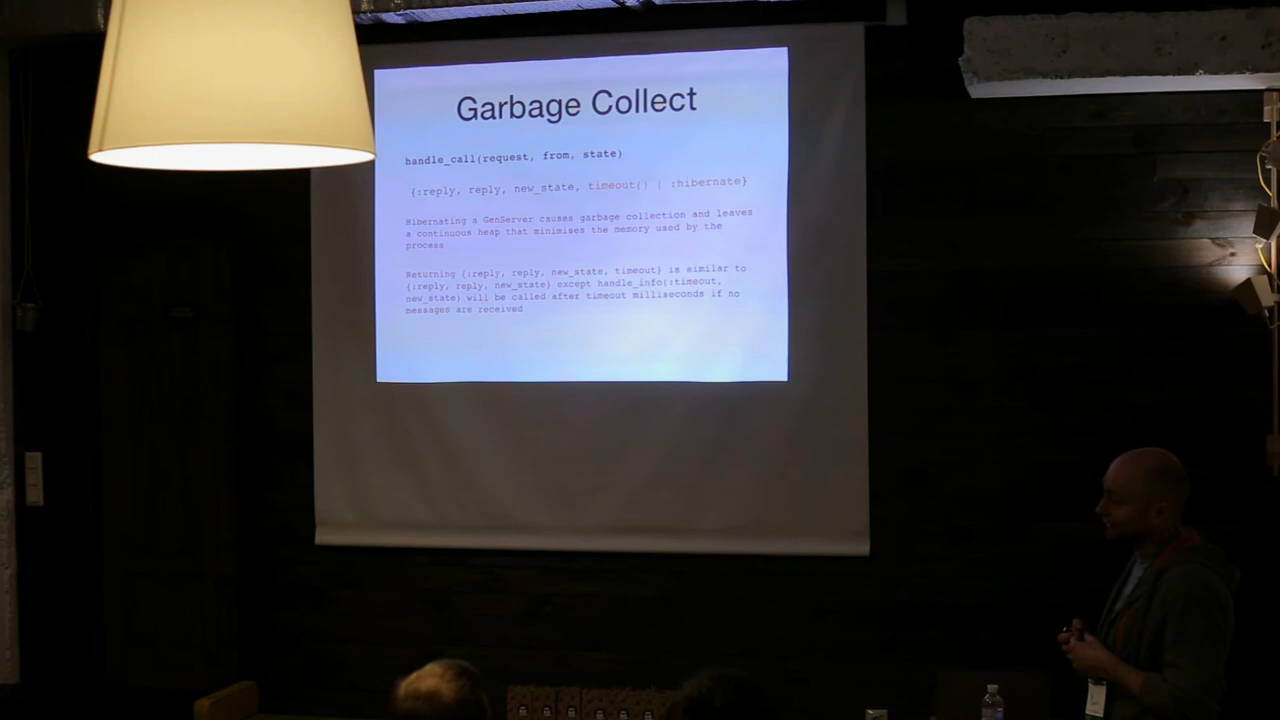 Garbage Collect
handle_call(request, from, state)
{:reply, reply, new_state, timeout() | :hibernate}
Hibernating a GenServer causes garbage collection and leaves
a continuous heap that minimises the memory used by the
process
Returning {:reply, reply, new_state, timeout} is similar to
{:reply, reply, new_state} except handle_info(:timeout,
new_state) will be called after timeout milliseconds if no
messages are received